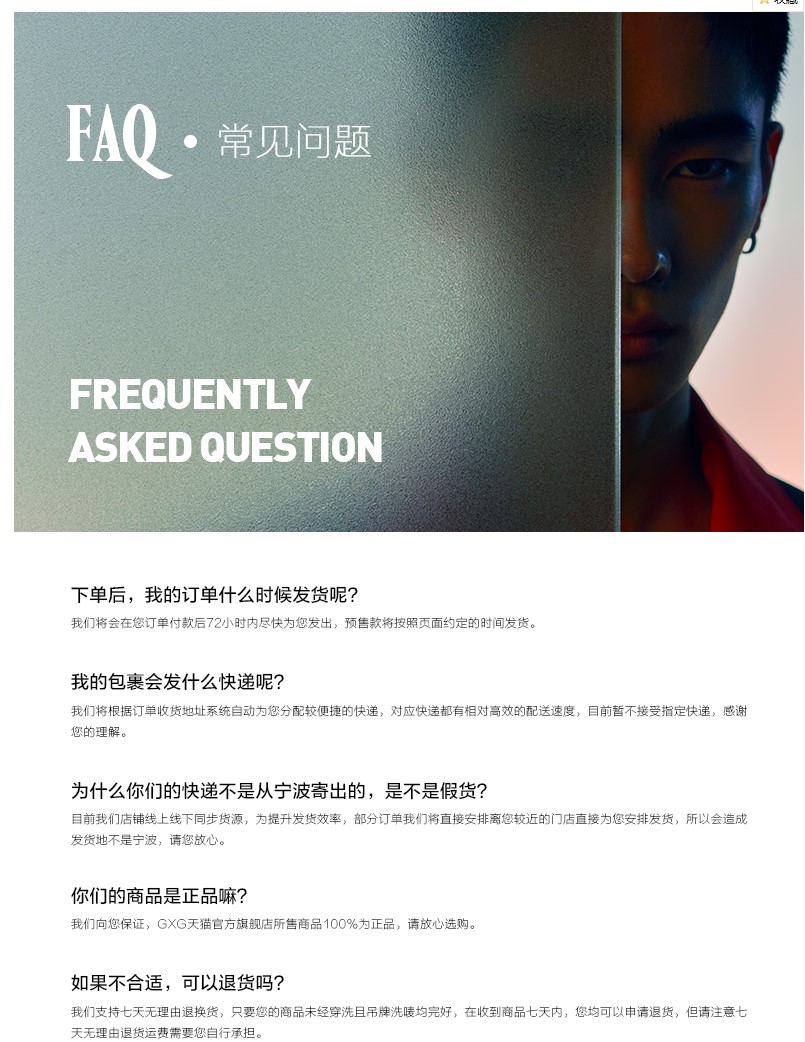 FAQ • 常见问题
FREQUENTLY
ASKED QUESTION
下单后，我的订单什么时候发货呢?
我们将会在您订单付款后72小时内尽快为您发出，预售款将按照页面约定的时间发货。
我的包裹会发什么快递呢?
我们将根据订单收货地址系统自动为您分配较便捷的快递，对应快递都有相对高效的配送速度，目前暂不接受指定快递，感谢
您的理解。
为什么你们的快递不是从宁波寄出的，是不是假货?
目前我们店铺线上线下同步货源，为提升发货效率，部分订单我们将直接安排离您较近的门店直接为您安排发货，所以会造成
发货地不是宁波，请您放心。
你们的商品是正品嘛?
我们向您保证，GXG天猫官方旗舰店所售商品100%为正品，请放心选购。
如果不合适，可以退货吗?
我们支持七天无理由退换货，只要您的商品未经穿洗且吊牌洗唛均完好，在收到商品七天内，您均可以申请退货，但请注意七
天无理由退货运费需要您自行承担。